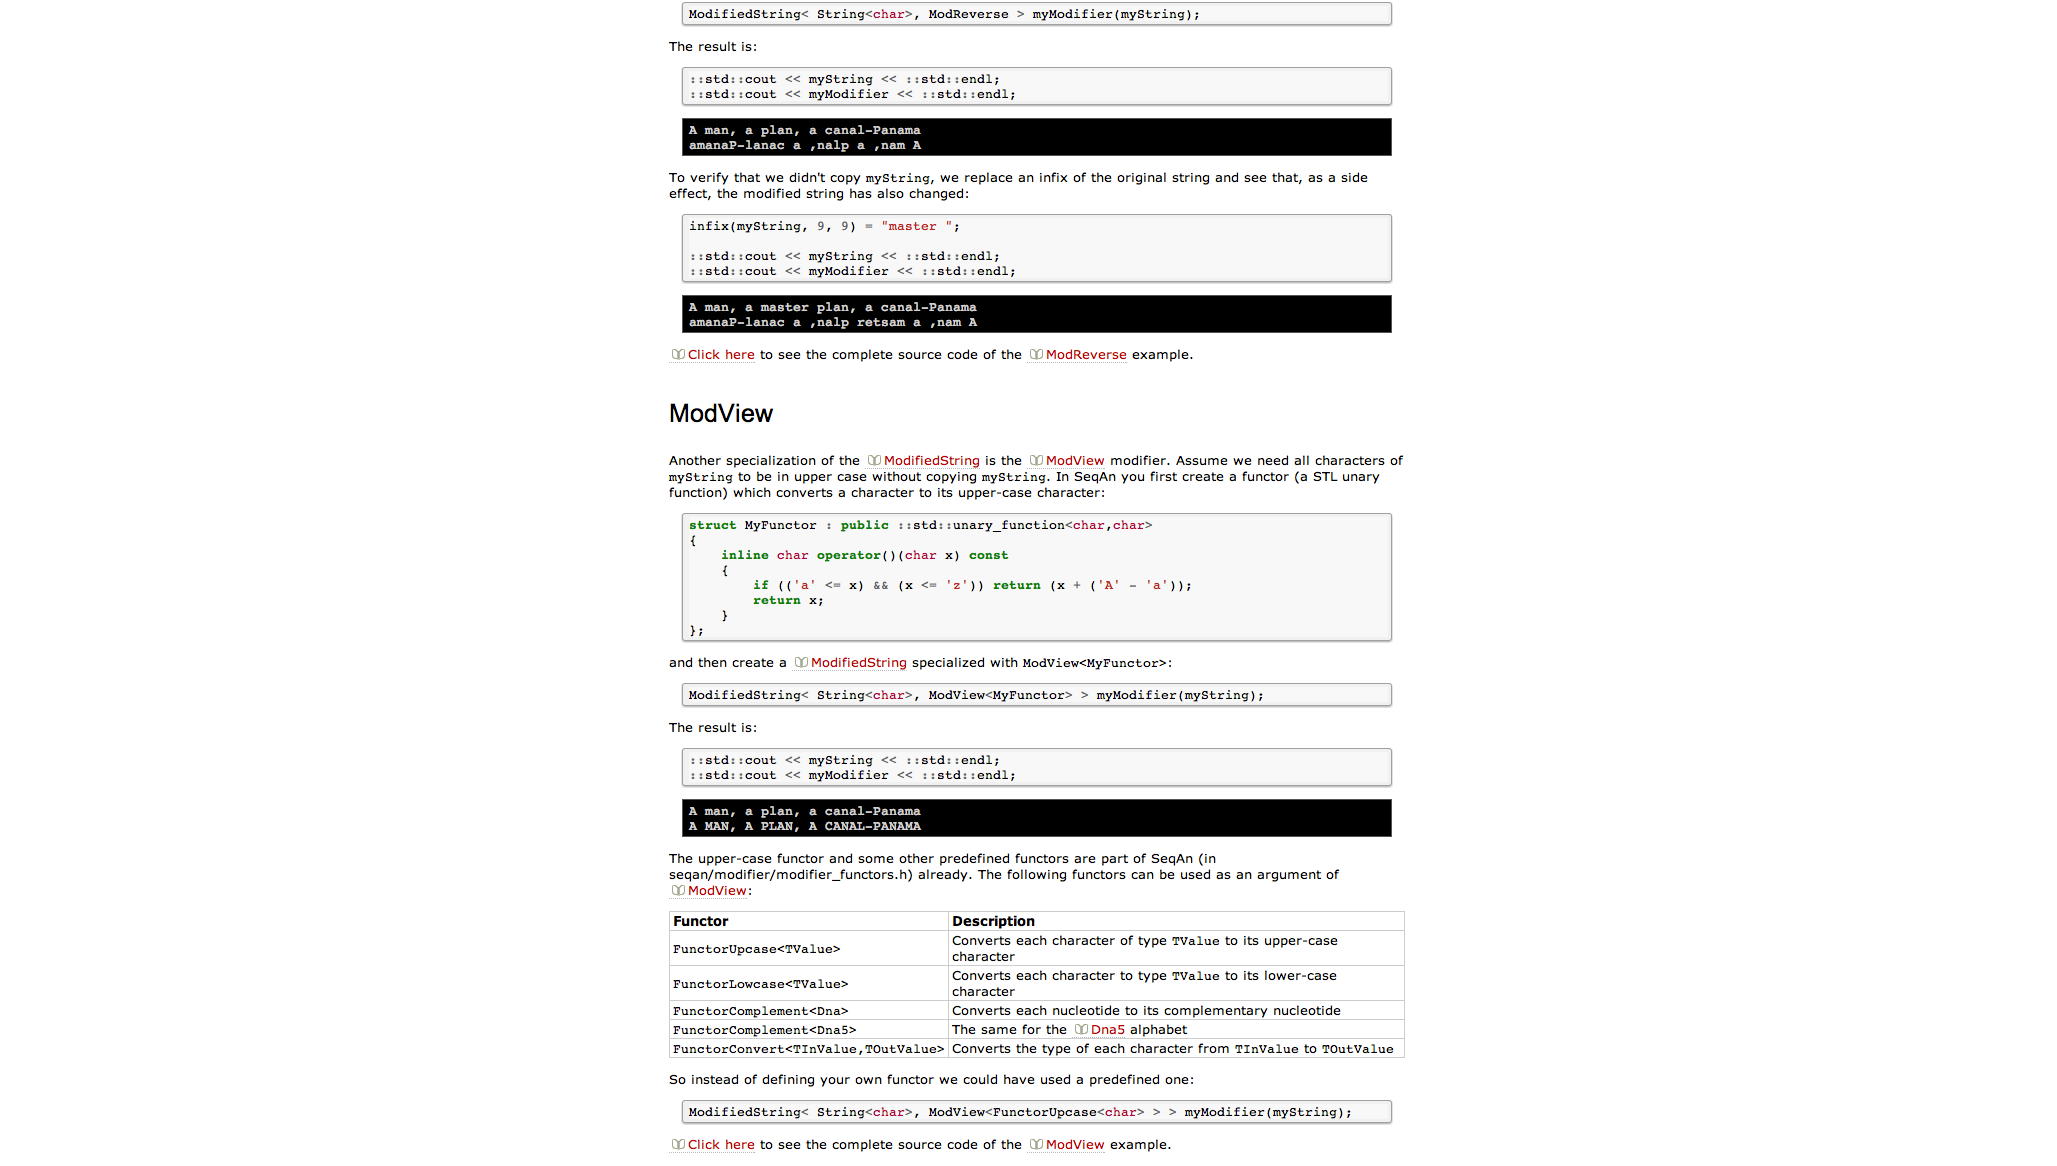 ModifiedString< String<char>, ModReverse > myModifier(myString);
The result is:
::std::cout << myString << ::std::endl;
::std::cout << myModifier << ::std::endl;
A man, a plan, a canal-Panama
amanaP-lanac a ,nalp a ,nam A
To verify that we didn't copy myString, we replace an infix of the original string and see that, as a side
effect, the modified string has also changed:
infix(myString, 9, 9) = "master ";
::std::cout << myString << ::std::endl;
::std::cout << myModifier << ::std::endl;
A man, a master plan, a canal-Panama
amanaP-lanac a ,nalp retsam a ,nam A
Click here to see the complete source code of the ModReverse example.
ModView
Another specialization of the ModifiedString is the ModView modifier. Assume we need all characters of
myString to be in upper case without copying myString. In SeqAn you first create a functor (a STL unary
function) which converts a character to its upper-case character:
struct MyFunctor : public ::std::unary_function<char,char>
{
    inline char operator()(char x) const
    {
        if (('a' <= x) && (x <= 'z')) return (x + ('A' - 'a'));
        return x;
    }
};
and then create a ModifiedString specialized with ModView<MyFunctor>:
ModifiedString< String<char>, ModView<MyFunctor> > myModifier(myString);
The result is:
::std::cout << myString << ::std::endl;
::std::cout << myModifier << ::std::endl;
A man, a plan, a canal-Panama
A MAN, A PLAN, A CANAL-PANAMA
The upper-case functor and some other predefined functors are part of SeqAn (in
seqan/modifier/modifier_functors.h) already. The following functors can be used as an argument of
ModView:
Functor Description
FunctorUpcase<TValue> Converts each character of type TValue to its upper-case
character
FunctorLowcase<TValue> Converts each character to type TValue to its lower-case
character
FunctorComplement<Dna> Converts each nucleotide to its complementary nucleotide
FunctorComplement<Dna5> The same for the Dna5 alphabet
FunctorConvert<TInValue,TOutValue> Converts the type of each character from TInValue to TOutValue
So instead of defining your own functor we could have used a predefined one:
ModifiedString< String<char>, ModView<FunctorUpcase<char> > > myModifier(myString);
Click here to see the complete source code of the ModView example.